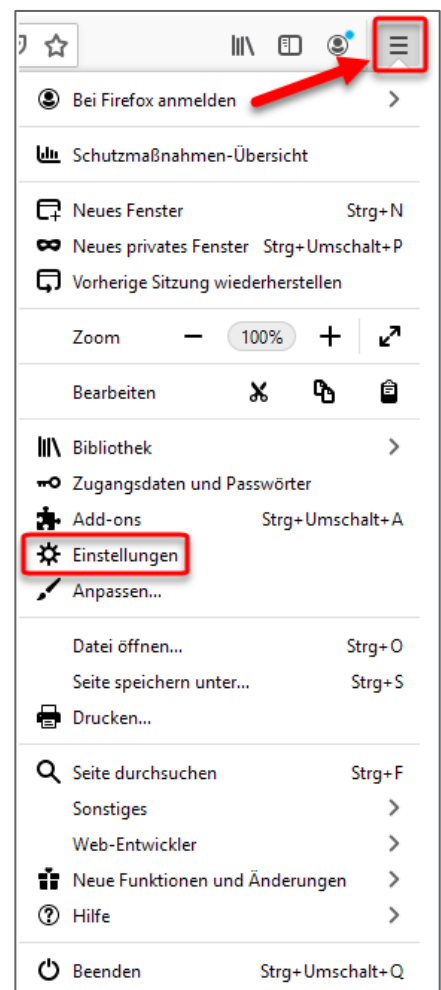 Bei Firefox anmelden
Schutzmaßnahmen-Übersicht
Neues Fenster Strg+N
Neues privates Fenster Strg+Umschalt+P
Vorherige Sitzung wiederherstellen
Zoom 100%
Bearbeiten
Bibliothek
Zugangsdaten und Passwörter
Add-ons Strg+Umschalt+A
Einstellungen
Anpassen...
Datei öffnen... Strg+O
Seite speichern unter... Strg+S
Drucken...
Seite durchsuchen Strg+F
Sonstiges
Web-Entwickler
Neue Funktionen und Änderungen
Hilfe
Beenden Strg+Umschalt+Q